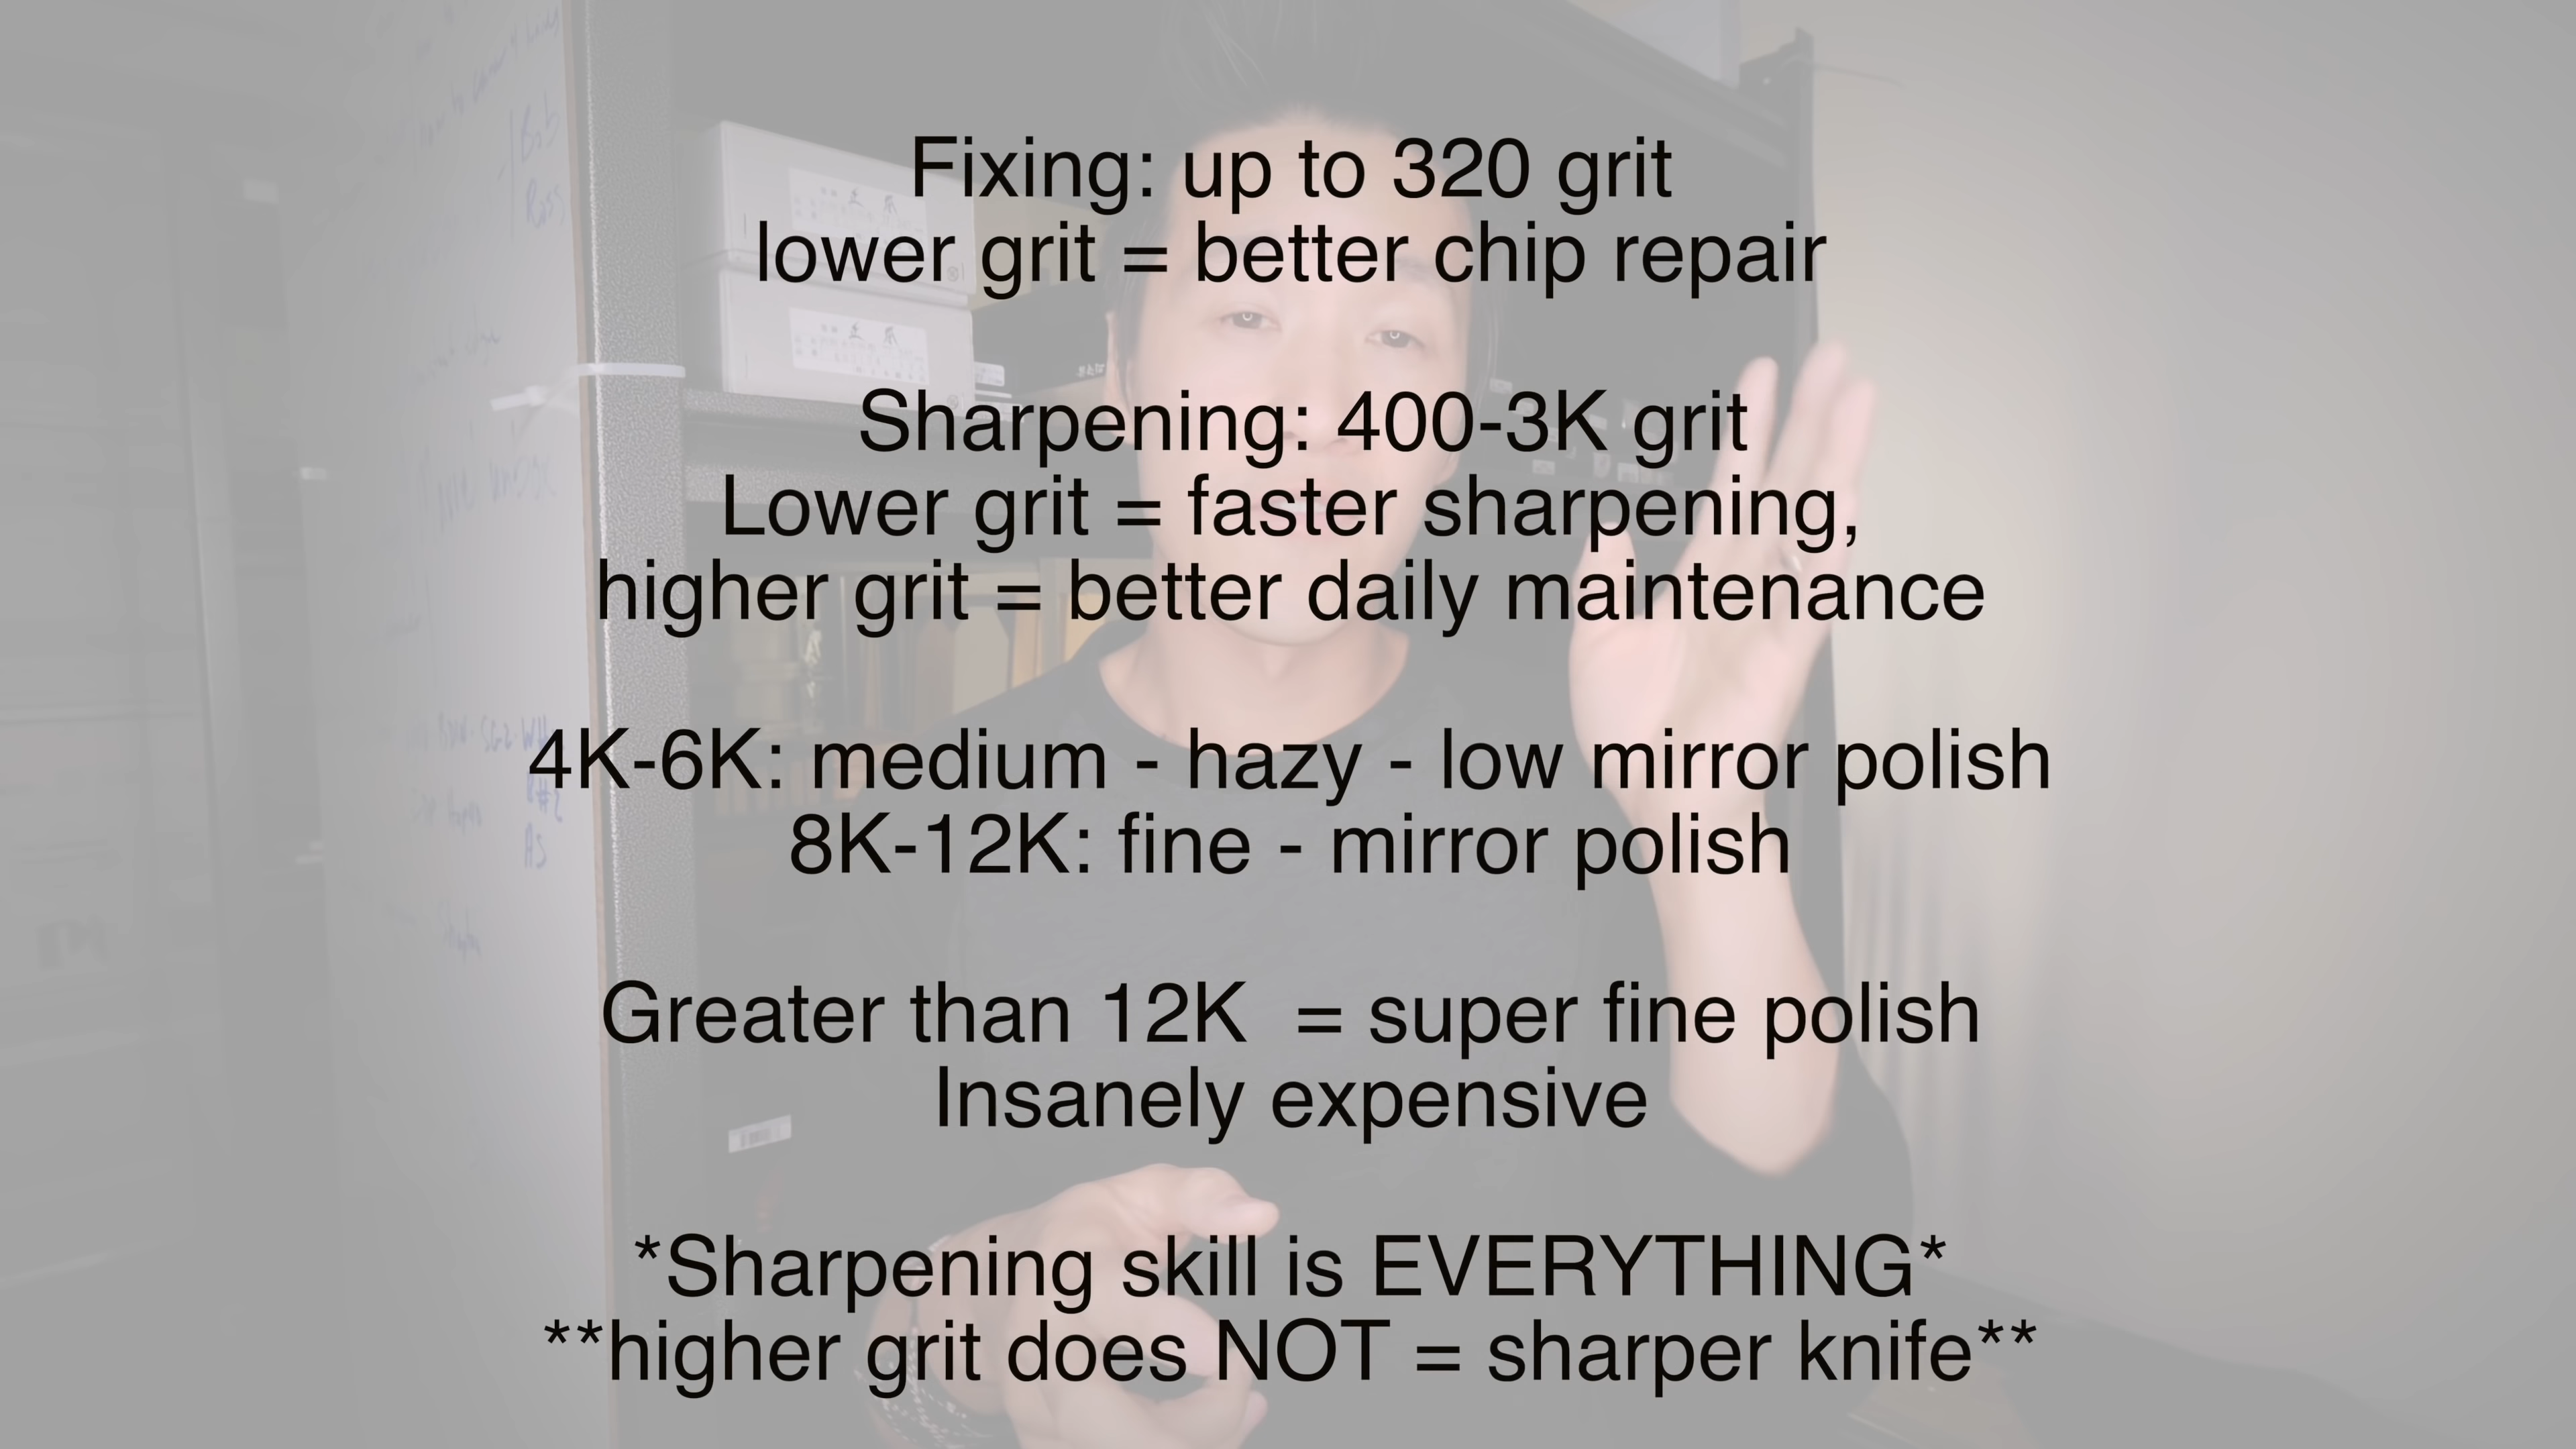 Fixing: up to 320 grit
lower grit = better chip repair
Sharpening: 400-3K grit
Lower grit = faster sharpening,
higher grit = better daily maintenance
4K-6K: medium - hazy - low mirror polish
8K-12K: fine - mirror polish
Greater than 12K  = super fine polish
Insanely expensive
*Sharpening skill is EVERYTHING*
**higher grit does NOT = sharper knife**